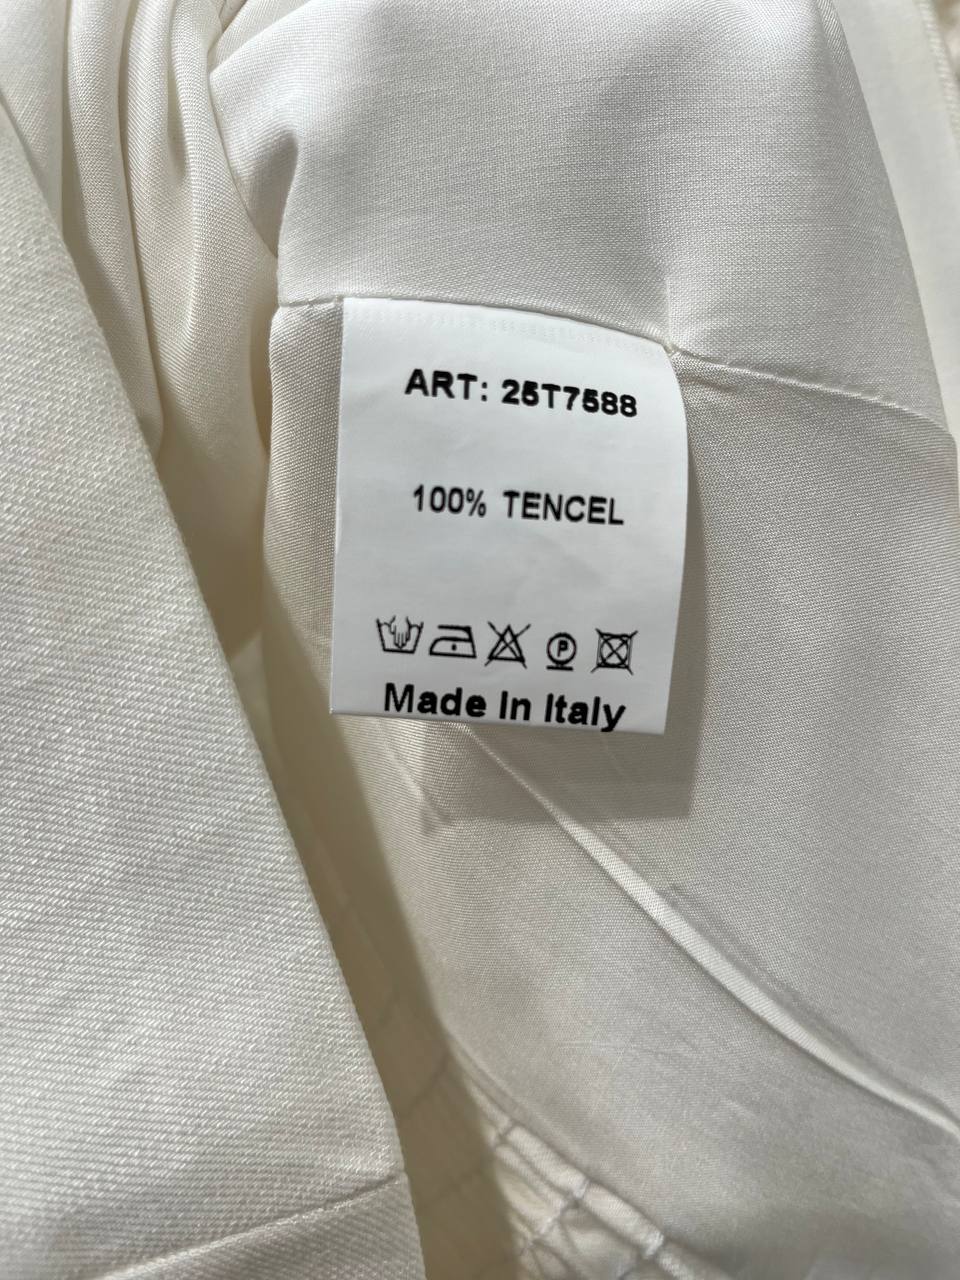 ART: 25T7588
100% TENCEL
P
Made In Italy